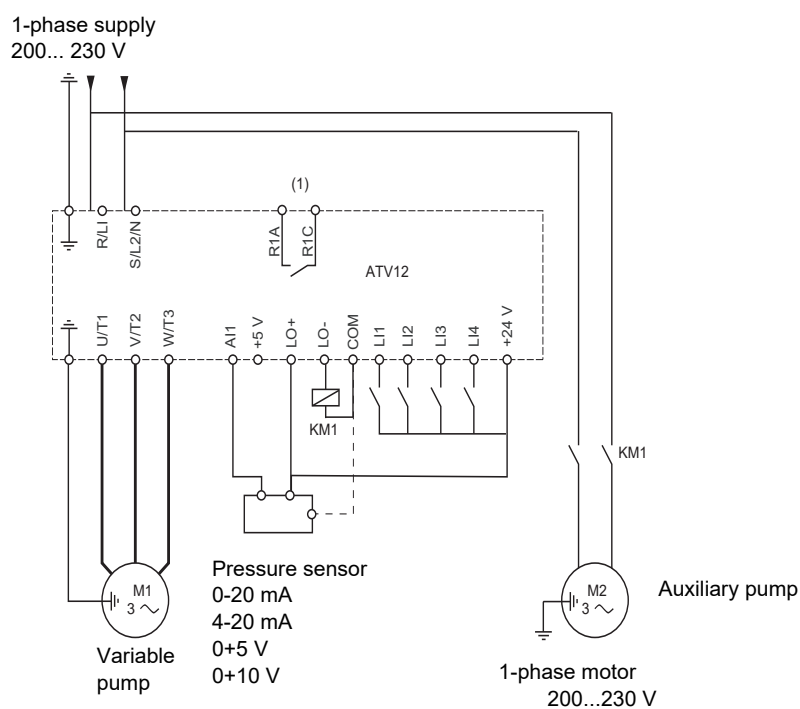 1-phase supply
200... 230 V
(1)
R/LI
S/L2/N
R1A
R1C
ATV12
U/T1
V/T2
W/T3
AI1
+5 V
LO+
LO-
COM
LI1
LI2
LI3
LI4
+24 V
KM1
KM1
M1
3
Variable
pump
Pressure sensor
0-20 mA
4-20 mA
0+5 V
0+10 V
M2
3
Auxiliary pump
1-phase motor
200...230 V